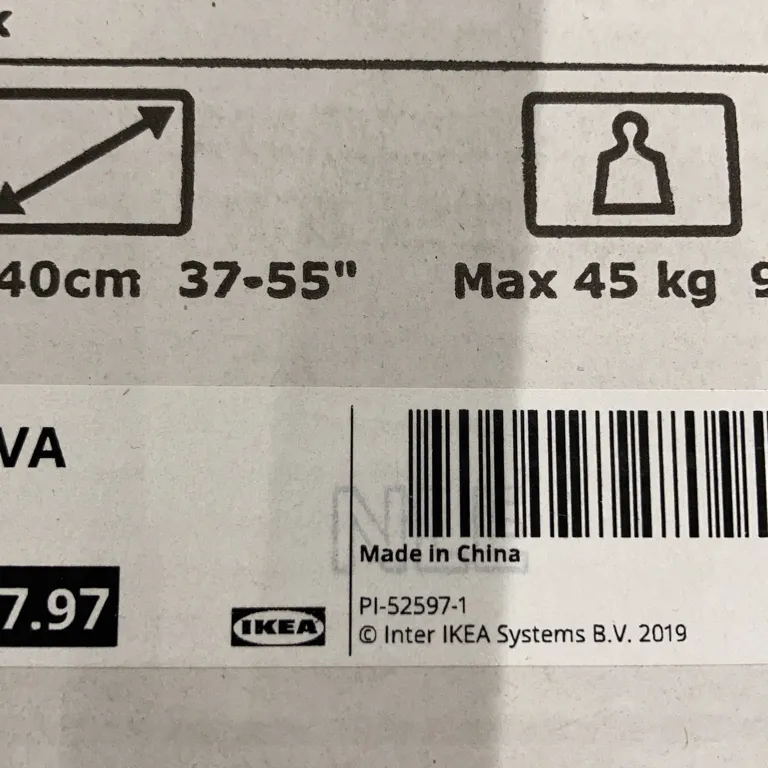 40cm 37-55"
Max 45 kg
VA
7.97
IKEA
Made in China
PI-52597-1
© Inter IKEA Systems B.V. 2019